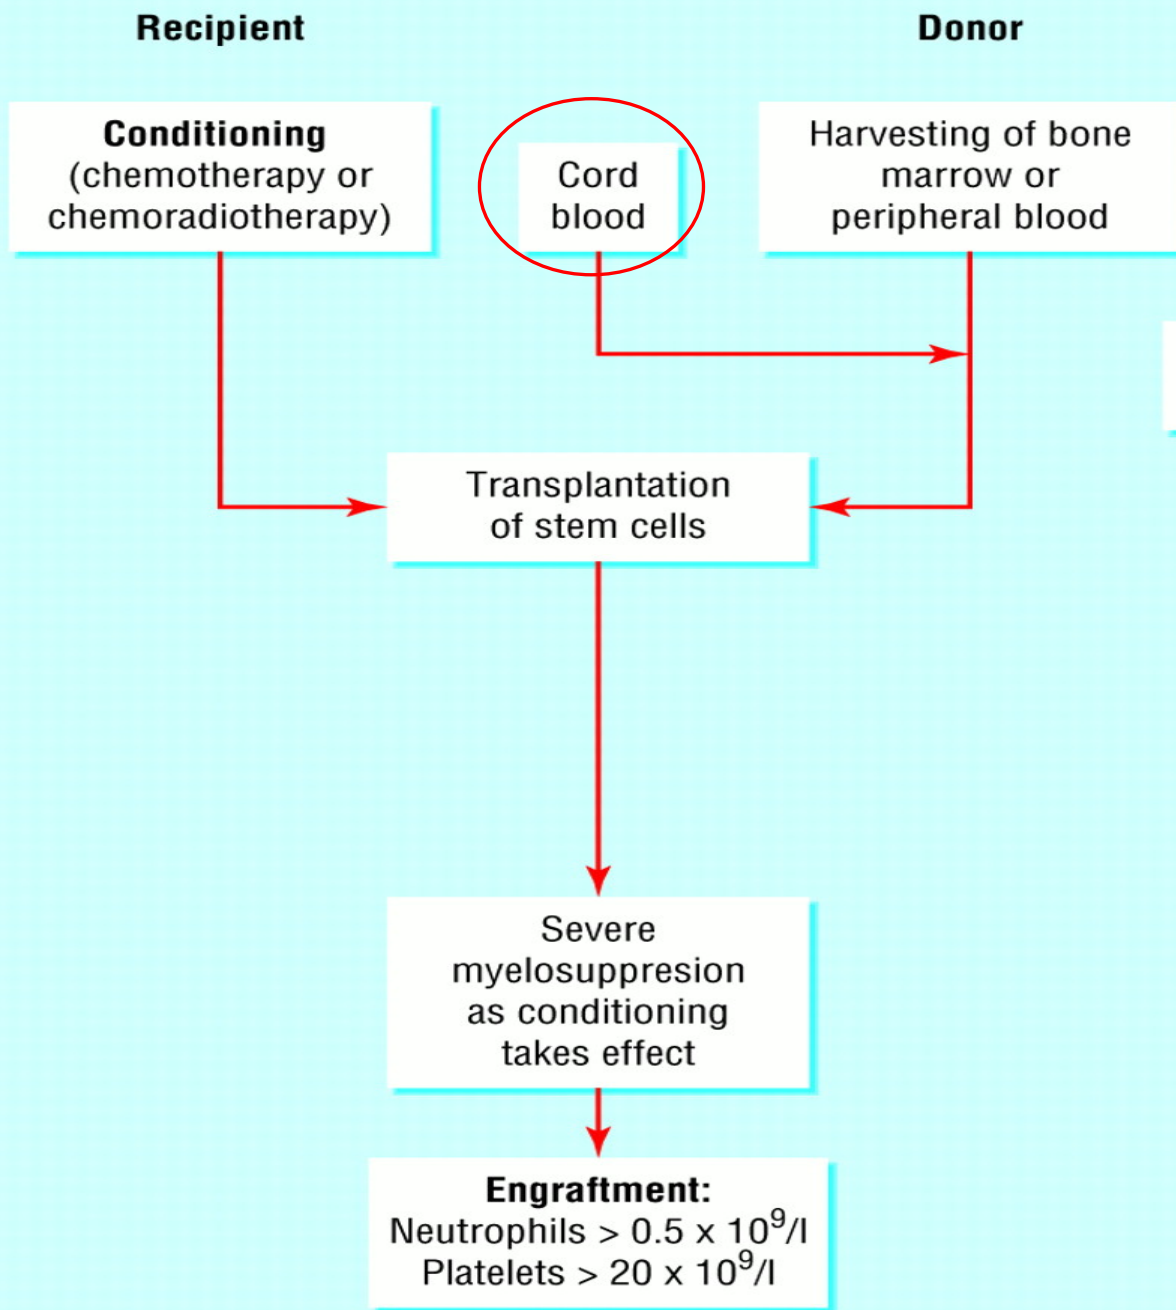 Recipient
Donor
Conditioning
(chemotherapy or
chemoradiotherapy)
Cord
blood
Harvesting of bone
marrow or
peripheral blood
Transplantation
of stem cells
Severe
myelosuppresion
as conditioning
takes effect
Engraftment:
Neutrophils > 0.5 x 10⁹/l
Platelets > 20 x 10⁹/l